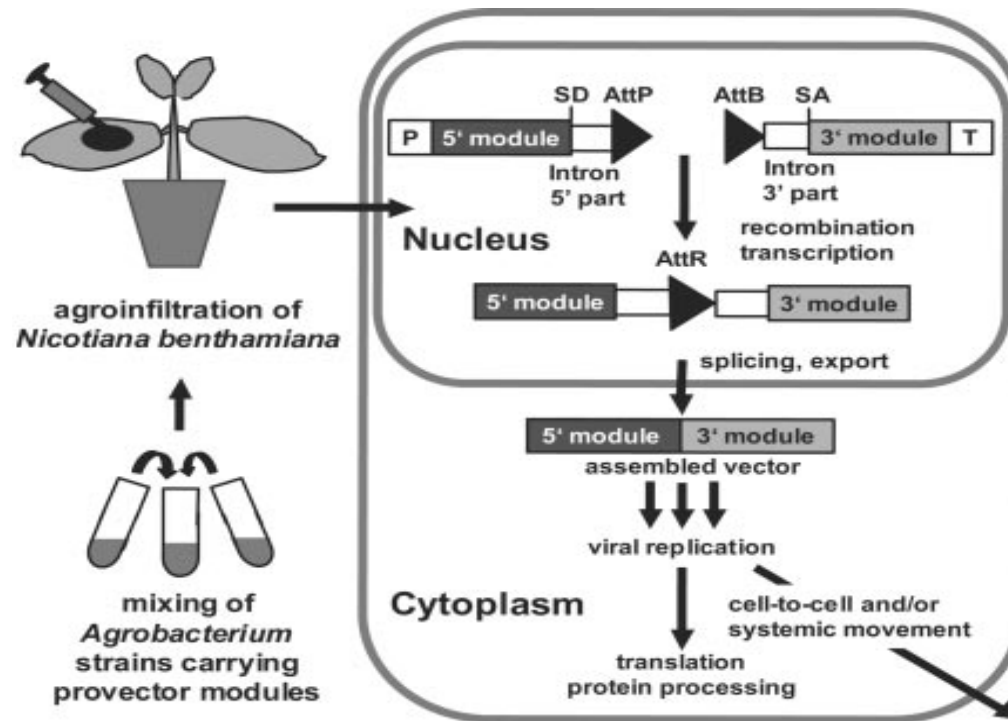 SD AttP AttB SA
P 5‘ module 3‘ module T
Intron
5’ part
Intron
3’ part
recombination
transcription
Nucleus
AttR
5‘ module 3‘ module
splicing, export
5‘ module 3‘ module
assembled vector
viral replication
Cytoplasm
cell-to-cell and/or
systemic movement
translation
protein processing
agroinfiltration of
Nicotiana benthamiana
mixing of
Agrobacterium
strains carrying
provector modules